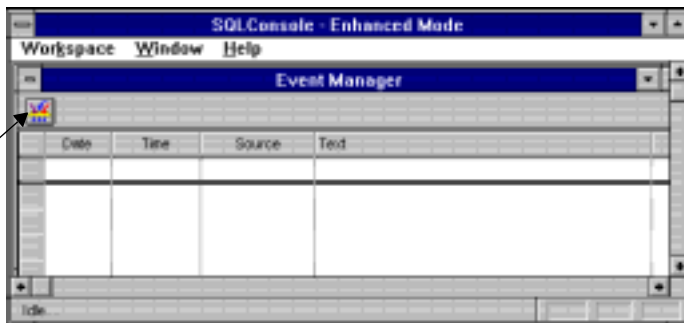 SQLConsole - Enhanced Mode
Workspace Window Help
Event Manager
Date Time Source Text
Idle...